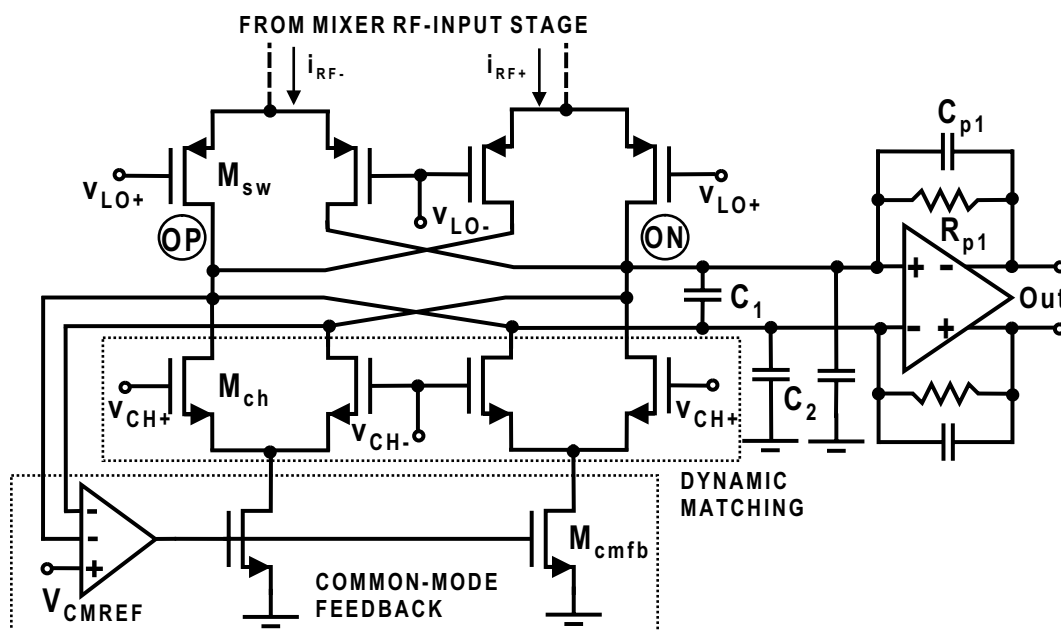 FROM MIXER RF-INPUT STAGE
iRF-
iRF+
Cp1
vLO+
Msw
vLO-
vLO+
Rp1
OP
ON
+
-
C1
Out
-
+
vCH+
Mch
vCH-
vCH+
C2
DYNAMIC
MATCHING
-
-
+
Mcmfb
VCMREF
COMMON-MODE
FEEDBACK